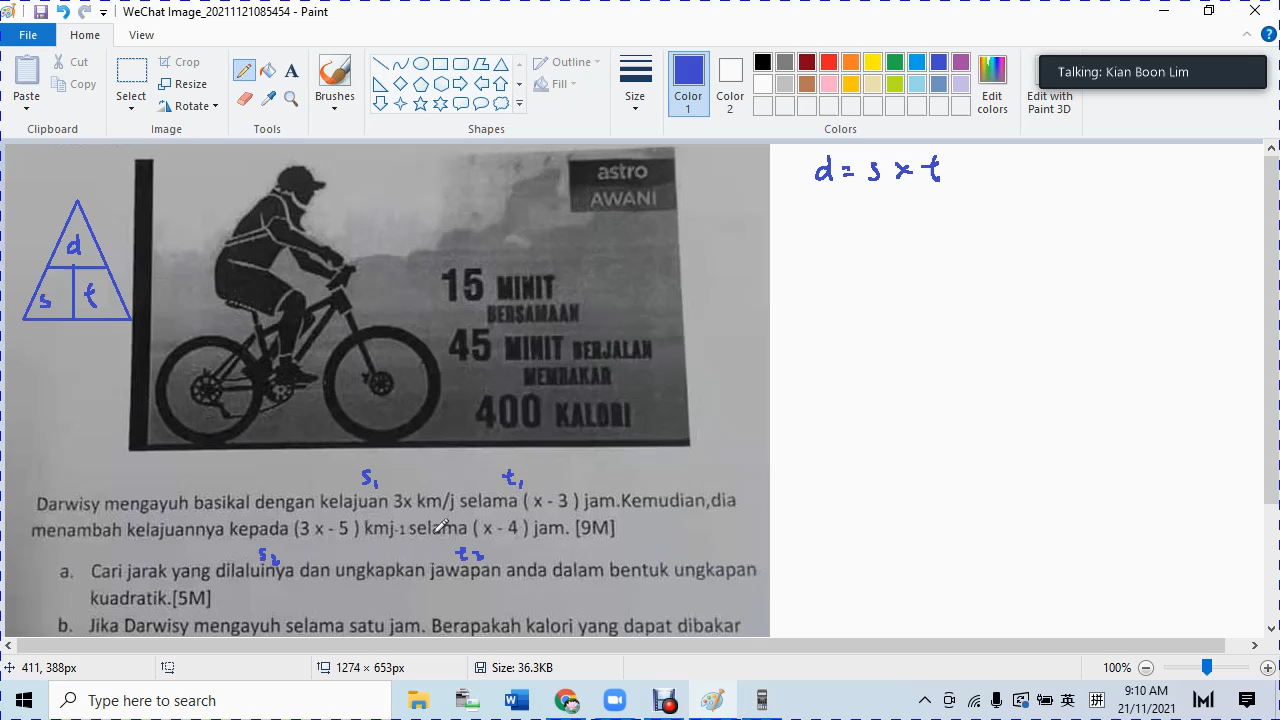 WeChat Image_20211121085454 - Paint
File
Home
View
Paste
Cut
Copy
Clipboard
Select
Crop
Resize
Rotate
Image
A
Tools
Brushes
Outline
Fill
Shapes
Size
Color 1
Color 2
Colors
Edit colors
Edit with Paint 3D
Talking: Kian Boon Lim
d = s x t
d
s t
astro
AWANI
15 MINIT
BERSAMAAN
45 MINIT BERJALAN
MEMBAKAR
400 KALORI
s1 t1
Darwisy mengayuh basikal dengan kelajuan 3x km/j selama ( x - 3 ) jam.Kemudian,dia
menambah kelajuannya kepada (3 x - 5 ) kmj-1 selama ( x - 4 ) jam. [9M]
s2 t2
a. Cari jarak yang dilaluinya dan ungkapkan jawapan anda dalam bentuk ungkapan
kuadratik.[5M]
b. Jika Darwisy mengayuh selama satu jam. Berapakah kalori yang dapat dibakar
411, 388px
1274 × 653px
Size: 36.3KB
100%
Type here to search
英
拼
9:10 AM
21/11/2021